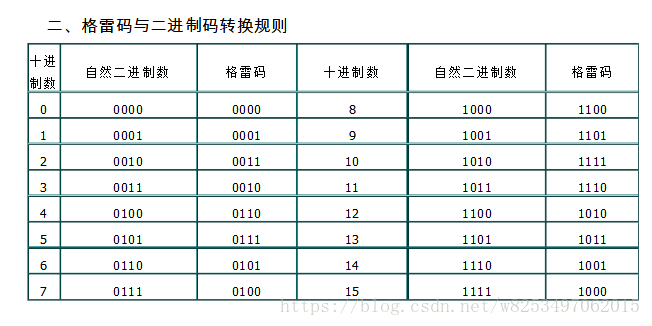 二、格雷码与二进制码转换规则
十进制数 自然二进制数 格雷码 十进制数 自然二进制数 格雷码
0 0000 0000 8 1000 1100
1 0001 0001 9 1001 1101
2 0010 0011 10 1010 1111
3 0011 0010 11 1011 1110
4 0100 0110 12 1100 1010
5 0101 0111 13 1101 1011
6 0110 0101 14 1110 1001
7 0111 0100 15 1111 1000
https://blog.csdn.net/w8253497062015